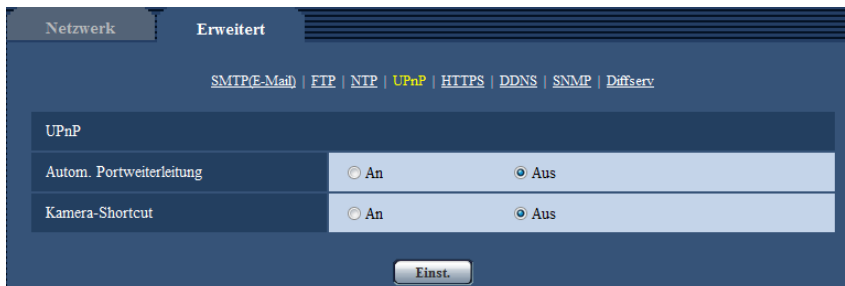 Netzwerk Erweitert
SMTP(E-Mail) | FTP | NTP | UPnP | HTTPS | DDNS | SNMP | Diffserv
UPnP
Autom. Portweiterleitung An Aus
Kamera-Shortcut An Aus
Einst.